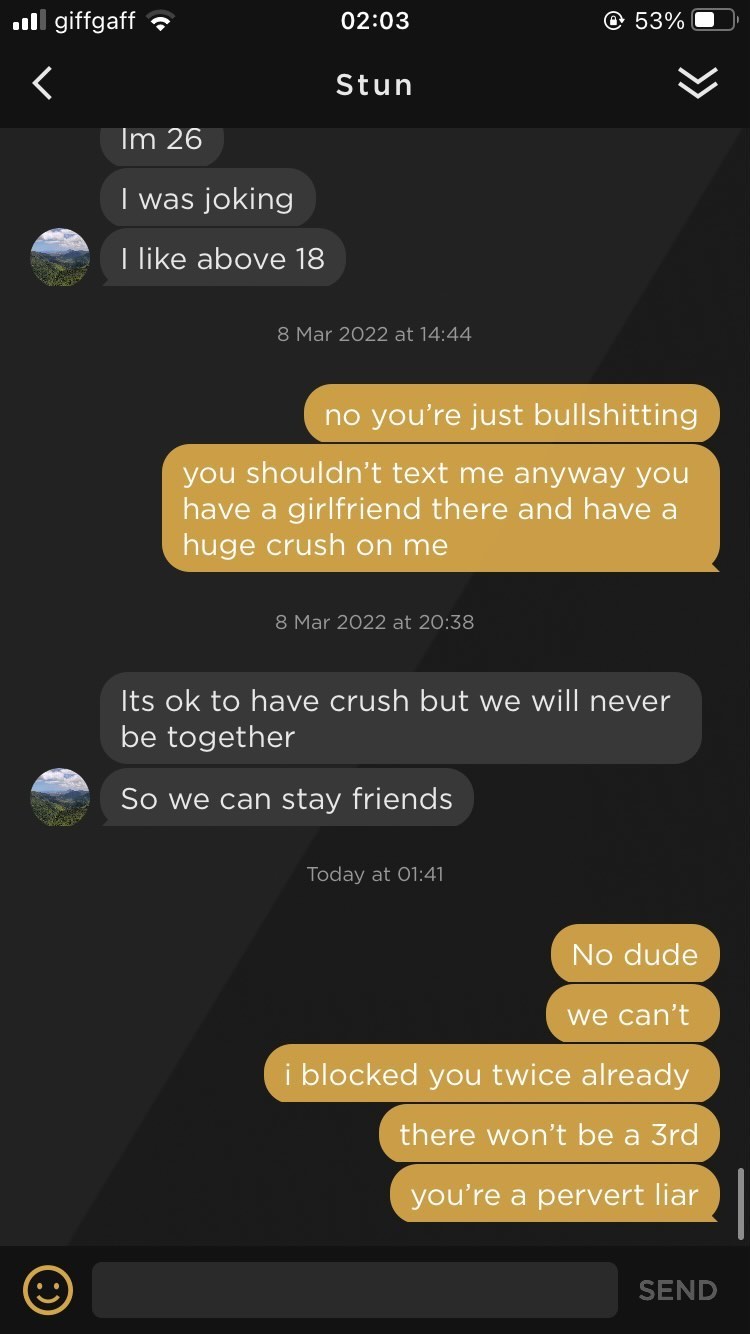 giffgaff 02:03 53%
Stun
Im 26
I was joking
I like above 18
8 Mar 2022 at 14:44
no you’re just bullshitting
you shouldn’t text me anyway you
have a girlfriend there and have a
huge crush on me
8 Mar 2022 at 20:38
Its ok to have crush but we will never
be together
So we can stay friends
Today at 01:41
No dude
we can’t
i blocked you twice already
there won’t be a 3rd
you’re a pervert liar
SEND